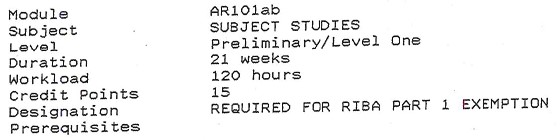 Module AR101ab
Subject SUBJECT STUDIES
Level Preliminary/Level One
Duration 21 weeks
Workload 120 hours
Credit Points 15
Designation REQUIRED FOR RIBA PART 1 EXEMPTION
Prerequisites